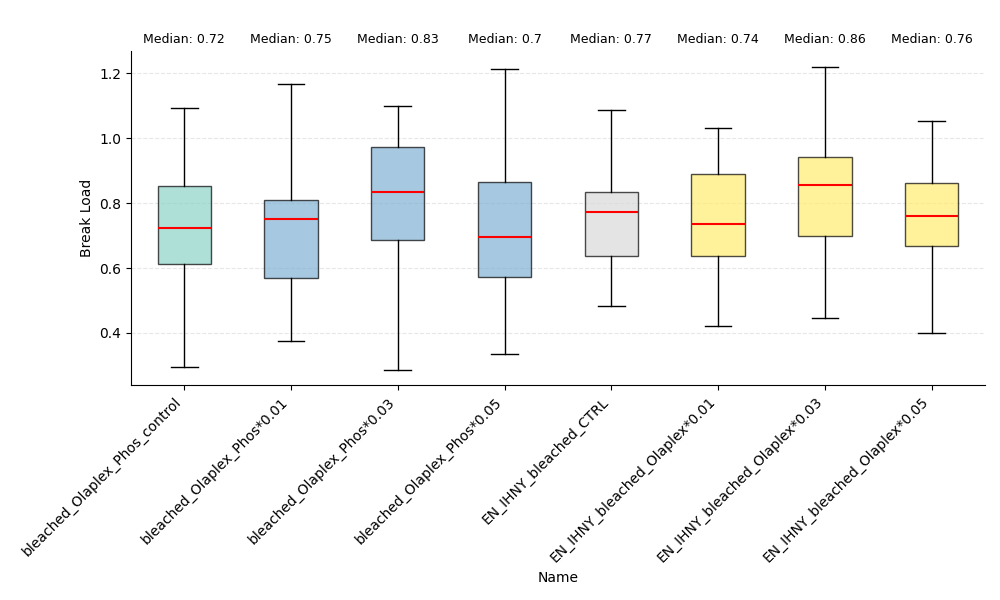 Median: 0.72 Median: 0.75 Median: 0.83 Median: 0.7 Median: 0.77 Median: 0.74 Median: 0.86 Median: 0.76
Break Load
1.2
1.0
0.8
0.6
0.4
bleached_Olaplex_Phos_control
bleached_Olaplex_Phos*0.01
bleached_Olaplex_Phos*0.03
bleached_Olaplex_Phos*0.05
EN_IHNY_bleached_CTRL
EN_IHNY_bleached_Olaplex*0.01
EN_IHNY_bleached_Olaplex*0.03
EN_IHNY_bleached_Olaplex*0.05
Name